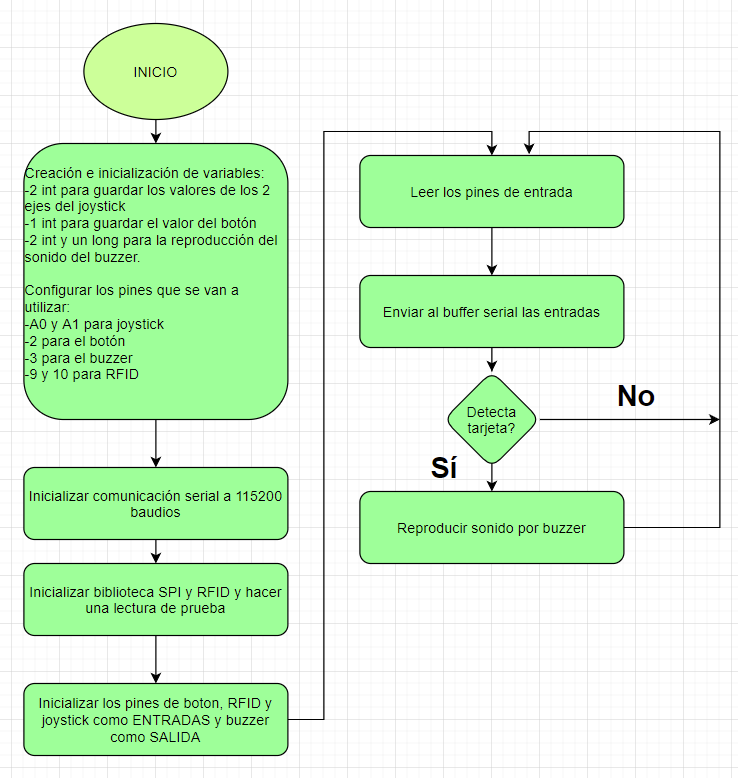 INICIO
Creación e inicialización de variables:
-2 int para guardar los valores de los 2
ejes del joystick
-1 int para guardar el valor del botón
-2 int y un long para la reproducción del
sonido del buzzer.
Configurar los pines que se van a
utilizar:
-A0 y A1 para joystick
-2 para el botón
-3 para el buzzer
-9 y 10 para RFID
Inicializar comunicación serial a 115200
baudios
Inicializar biblioteca SPI y RFID y hacer
una lectura de prueba
Inicializar los pines de boton, RFID y
joystick como ENTRADAS y buzzer
como SALIDA
Leer los pines de entrada
Enviar al buffer serial las entradas
Detecta
tarjeta?
No
Sí
Reproducir sonido por buzzer